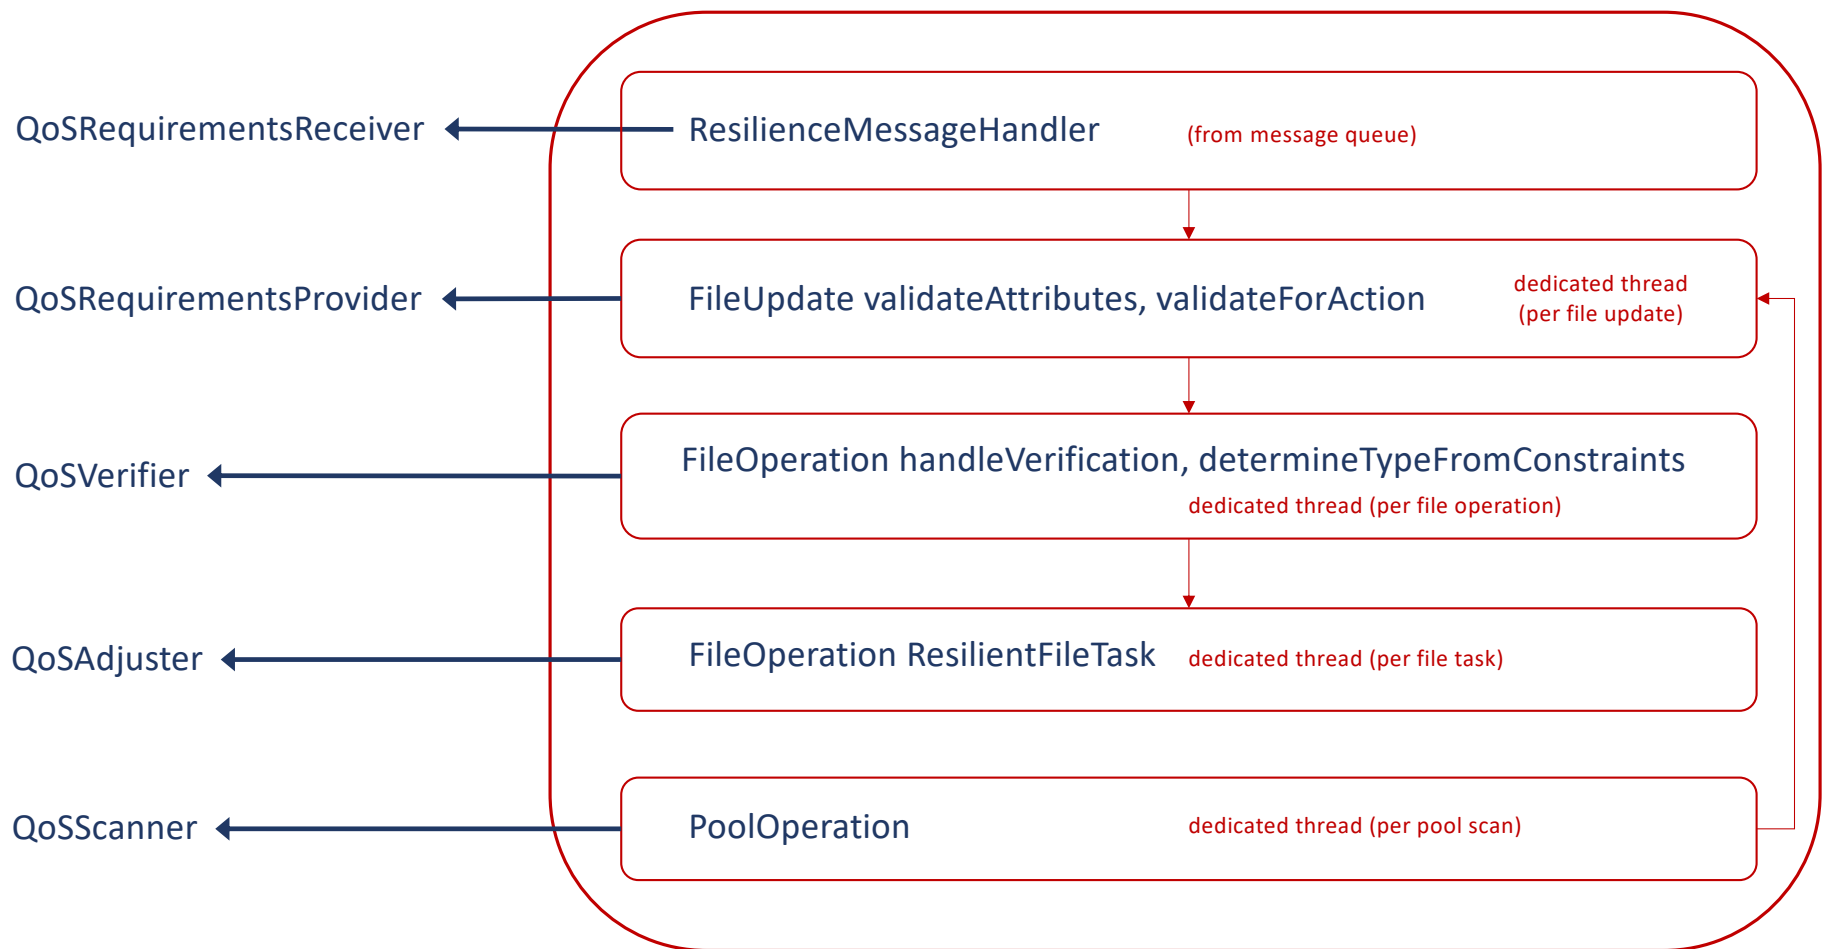 QoSRequirementsReceiver
ResilienceMessageHandler
(from message queue)
QoSRequirementsProvider
FileUpdate validateAttributes, validateForAction
dedicated thread
(per file update)
QoSVerifier
FileOperation handleVerification, determineTypeFromConstraints
dedicated thread (per file operation)
QoSAdjuster
FileOperation ResilientFileTask
dedicated thread (per file task)
QoSScanner
PoolOperation
dedicated thread (per pool scan)